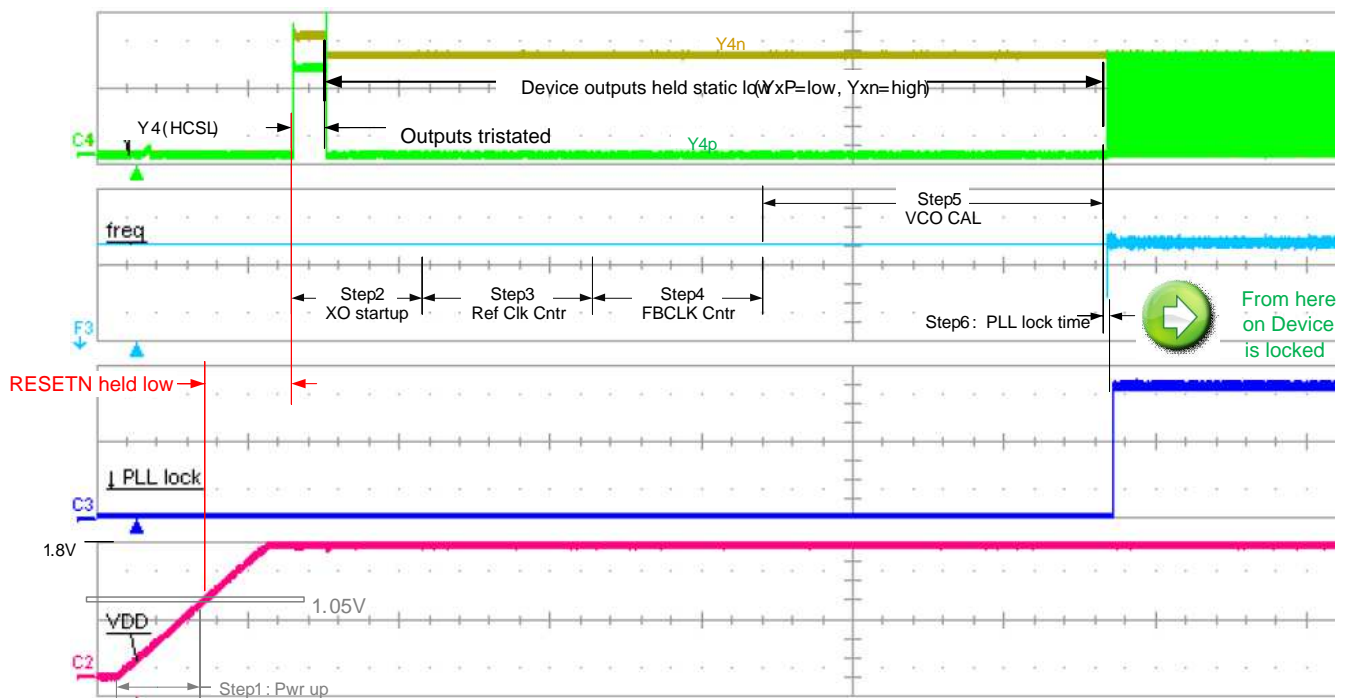 Y4n
Device outputs held static low(YxP=low, Yxn=high)
Y4(HCSL)
Outputs tristated
C4
Y4p
Step5
VCO CAL
freq
Step2
XO startup
Step3
Ref Clk Cntr
Step4
FBCLK Cntr
Step6: PLL lock time
From here
on Device
is locked
F3
RESETN held low
PLL lock
C3
1.8V
1.05V
VDD
C2
Step1: Pwr up